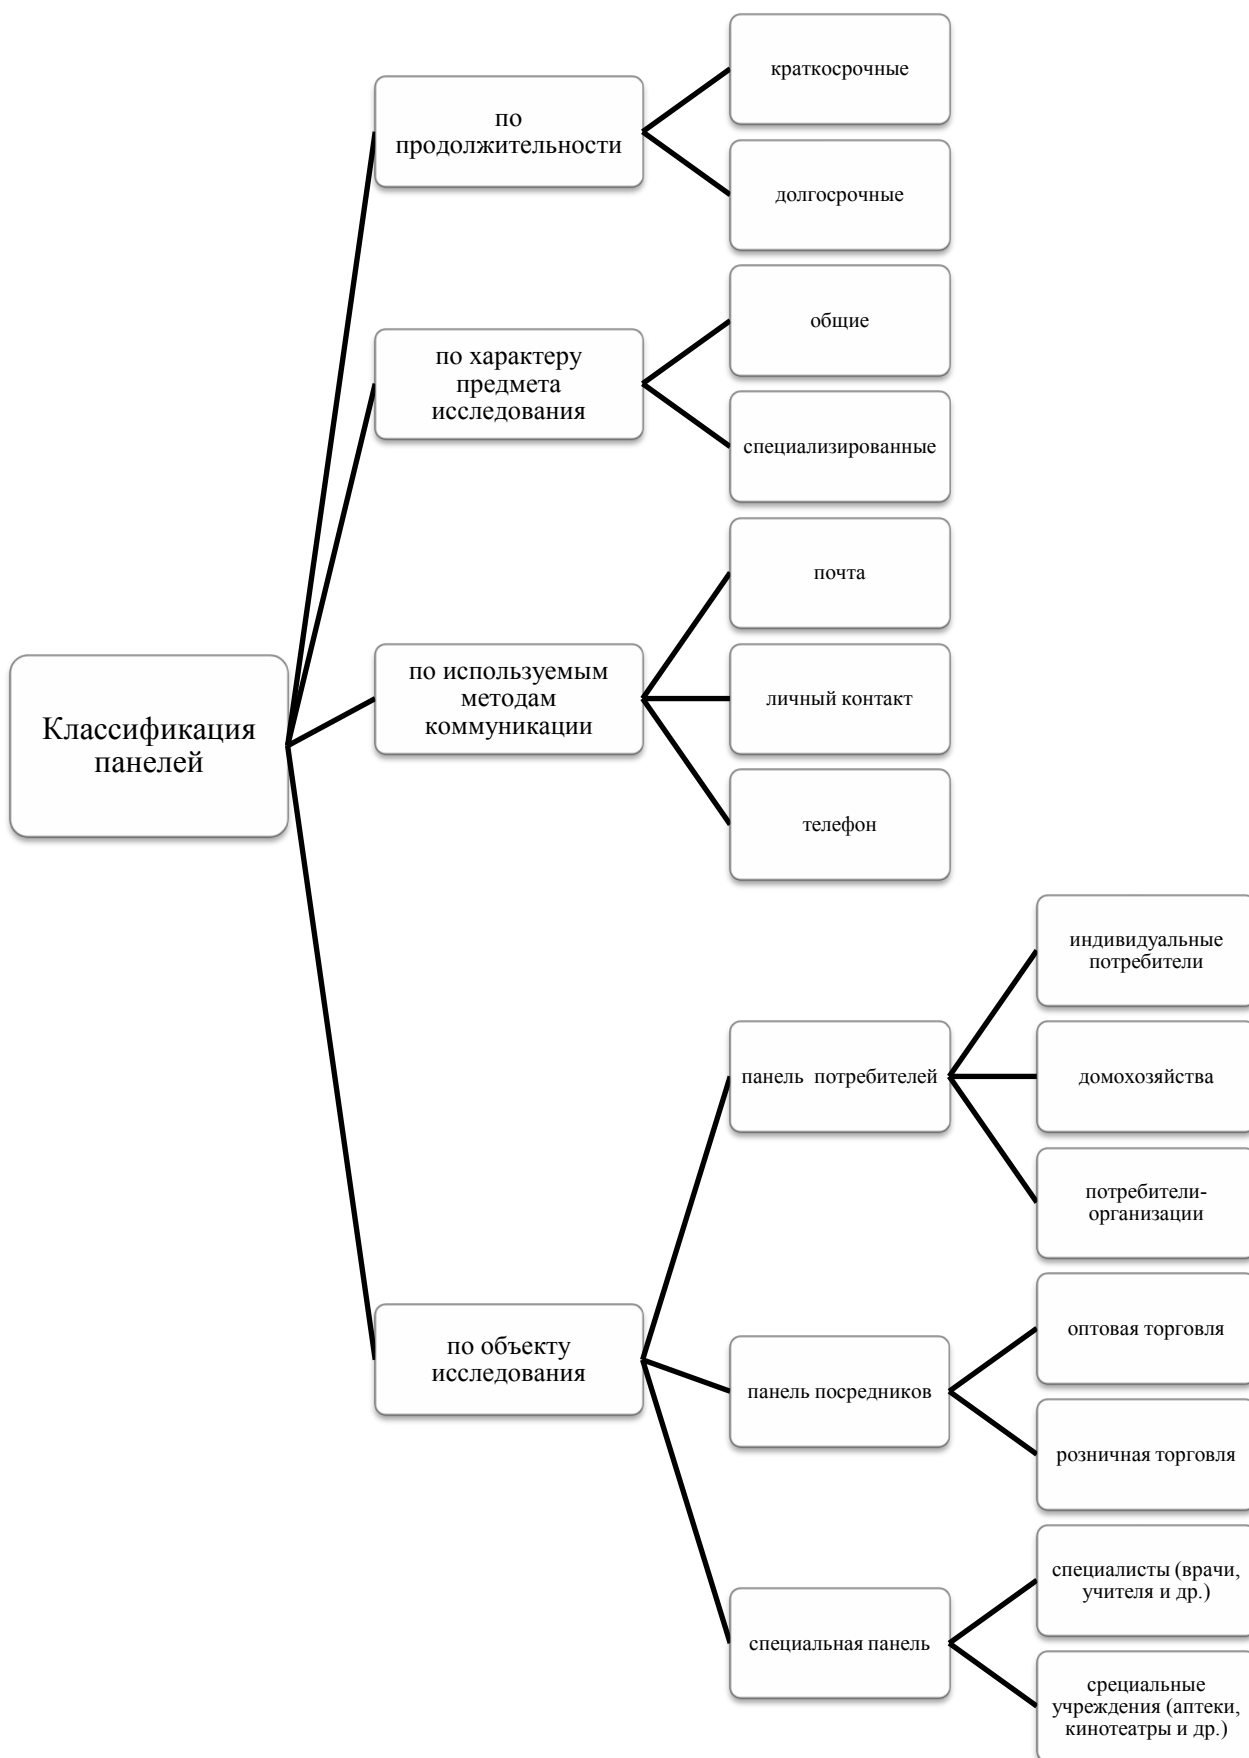 Классификация
панелей
по
продолжительности
краткосрочные
долгосрочные
по характеру
предмета
исследования
общие
специализированные
по используемым
методам
коммуникации
почта
личный контакт
телефон
по объекту
исследования
панель потребителей
индивидуальные
потребители
домохозяйства
потребители-
организации
панель посредников
оптовая торговля
розничная торговля
специальная панель
специалисты (врачи,
учителя и др.)
срециальные
учреждения (аптеки,
кинотеатры и др.)